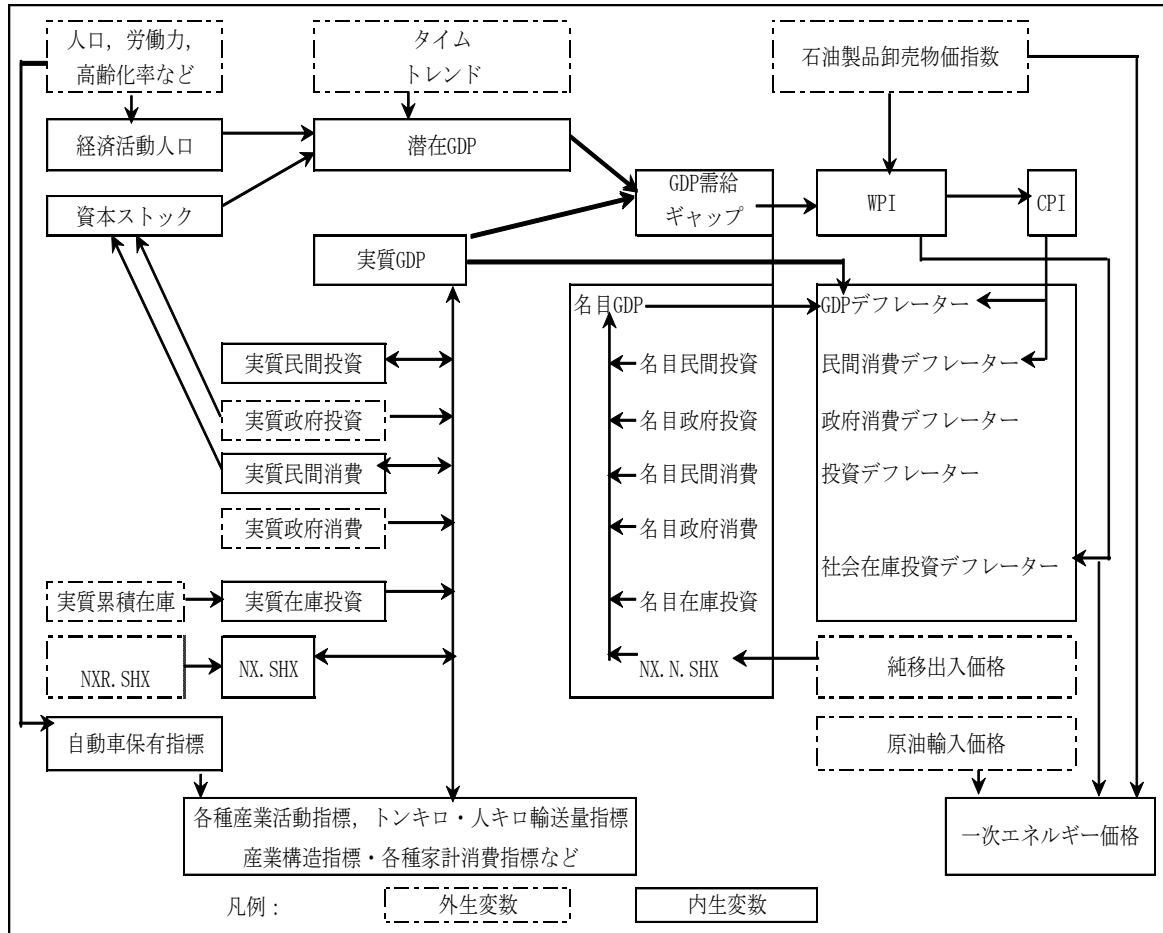 人口, 労働力,
高齢化率など
タイム
トレンド
石油製品卸売物価指数
経済活動人口
潜在GDP
資本ストック
GDP需給
ギャップ
WPI
CPI
実質GDP
名目GDP
GDPデフレーター
実質民間投資
名目民間投資
民間消費デフレーター
実質政府投資
名目政府投資
政府消費デフレーター
実質民間消費
名目民間消費
投資デフレーター
実質政府消費
名目政府消費
社会在庫投資デフレーター
実質累積在庫
実質在庫投資
名目在庫投資
NXR.SHX
NX.SHX
NX.N.SHX
純移出入価格
自動車保有指標
原油輸入価格
各種産業活動指標, トンキロ・人キロ輸送量指標
産業構造指標・各種家計消費指標など
一次エネルギー価格
凡例:
外生変数
内生変数